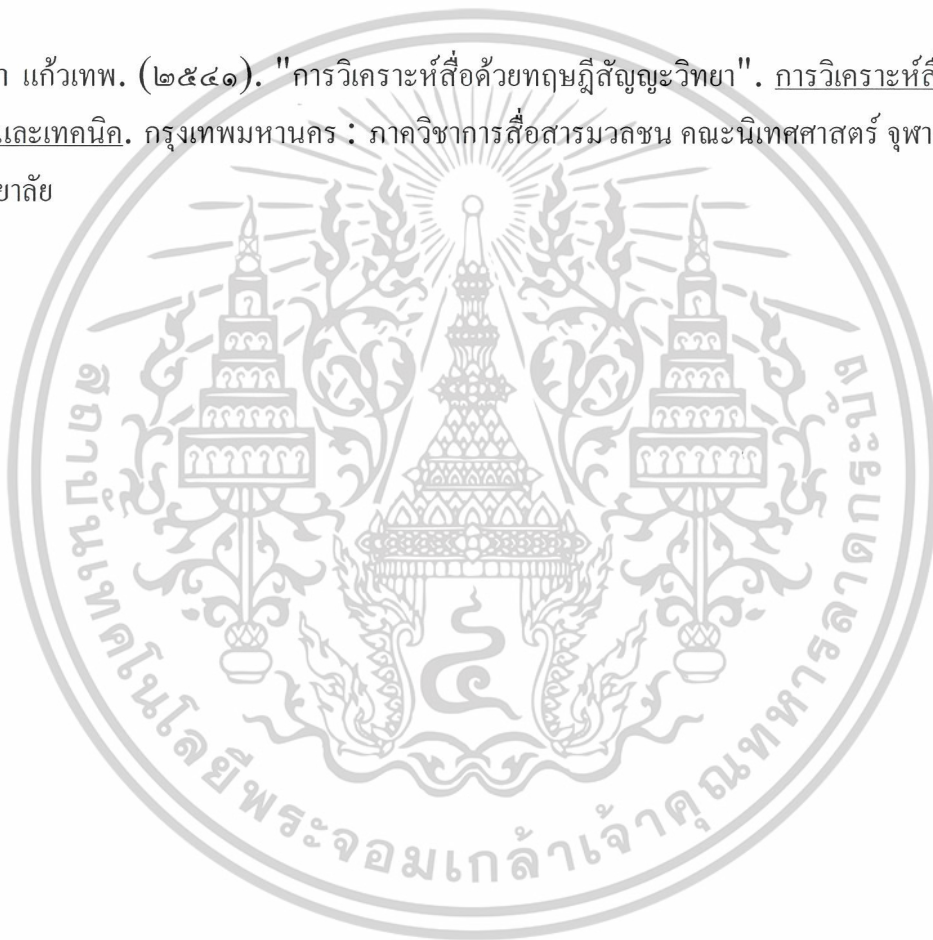 า แก้วเทพ. (๒๕๔๑). "การวิเคราะห์สื่อด้วยทฤษฎีสัญญะวิทยา". การวิเคราะห์สื
และเทคนิค. กรุงเทพมหานคร : ภาควิชาการสื่อสารมวลชน คณะนิเทศศาสตร์ จุฬา
ยาลัย
๔
สถาบันเทคโนโลยีพระจอมเกล้าเจ้าคุณทหารลาดกระบัง